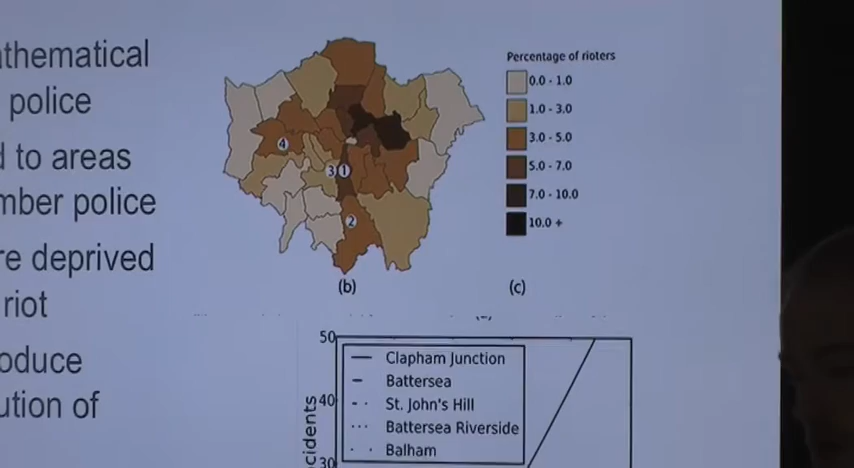 athematical
police
d to areas
mber police
re deprived
riot
oduce
ution of
Percentage of rioters
0.0 - 1.0
1.0 - 3.0
3.0 - 5.0
5.0 - 7.0
7.0 - 10.0
10.0 +
4
3 1
2
(b)
(c)
50
40
30
cidents
Clapham Junction
Battersea
St. John's Hill
Battersea Riverside
Balham